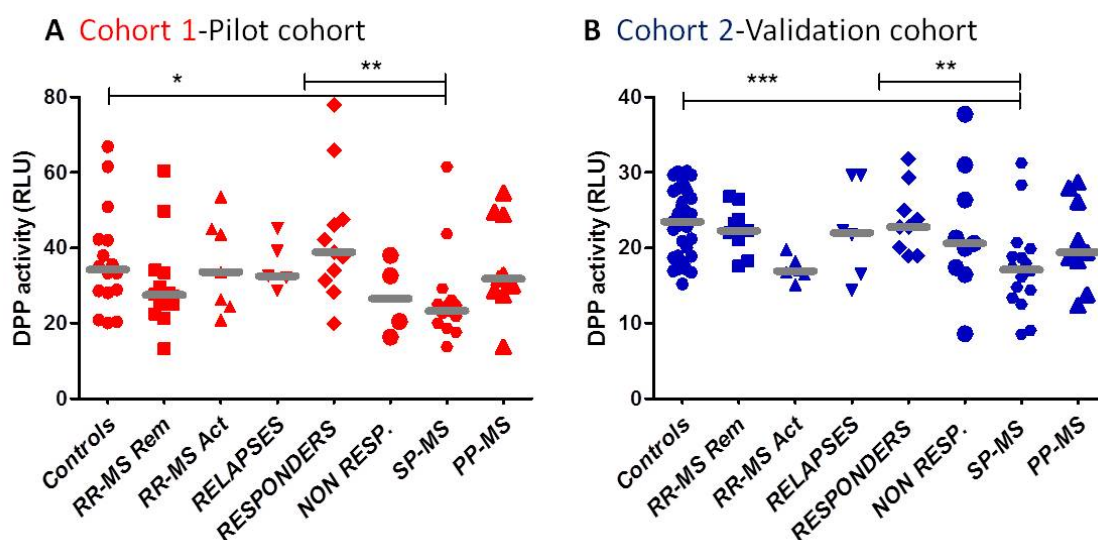 A Cohort 1-Pilot cohort
**
*
80
60
40
20
0
DPP activity (RLU)
Controls
RR-MS Rem
RR-MS Act
RELAPSES
RESPONDERS
NON RESP.
SP-MS
PP-MS
B Cohort 2-Validation cohort
**
***
40
30
20
10
0
DPP activity (RLU)
Controls
RR-MS Rem
RR-MS Act
RELAPSES
RESPONDERS
NON RESP.
SP-MS
PP-MS